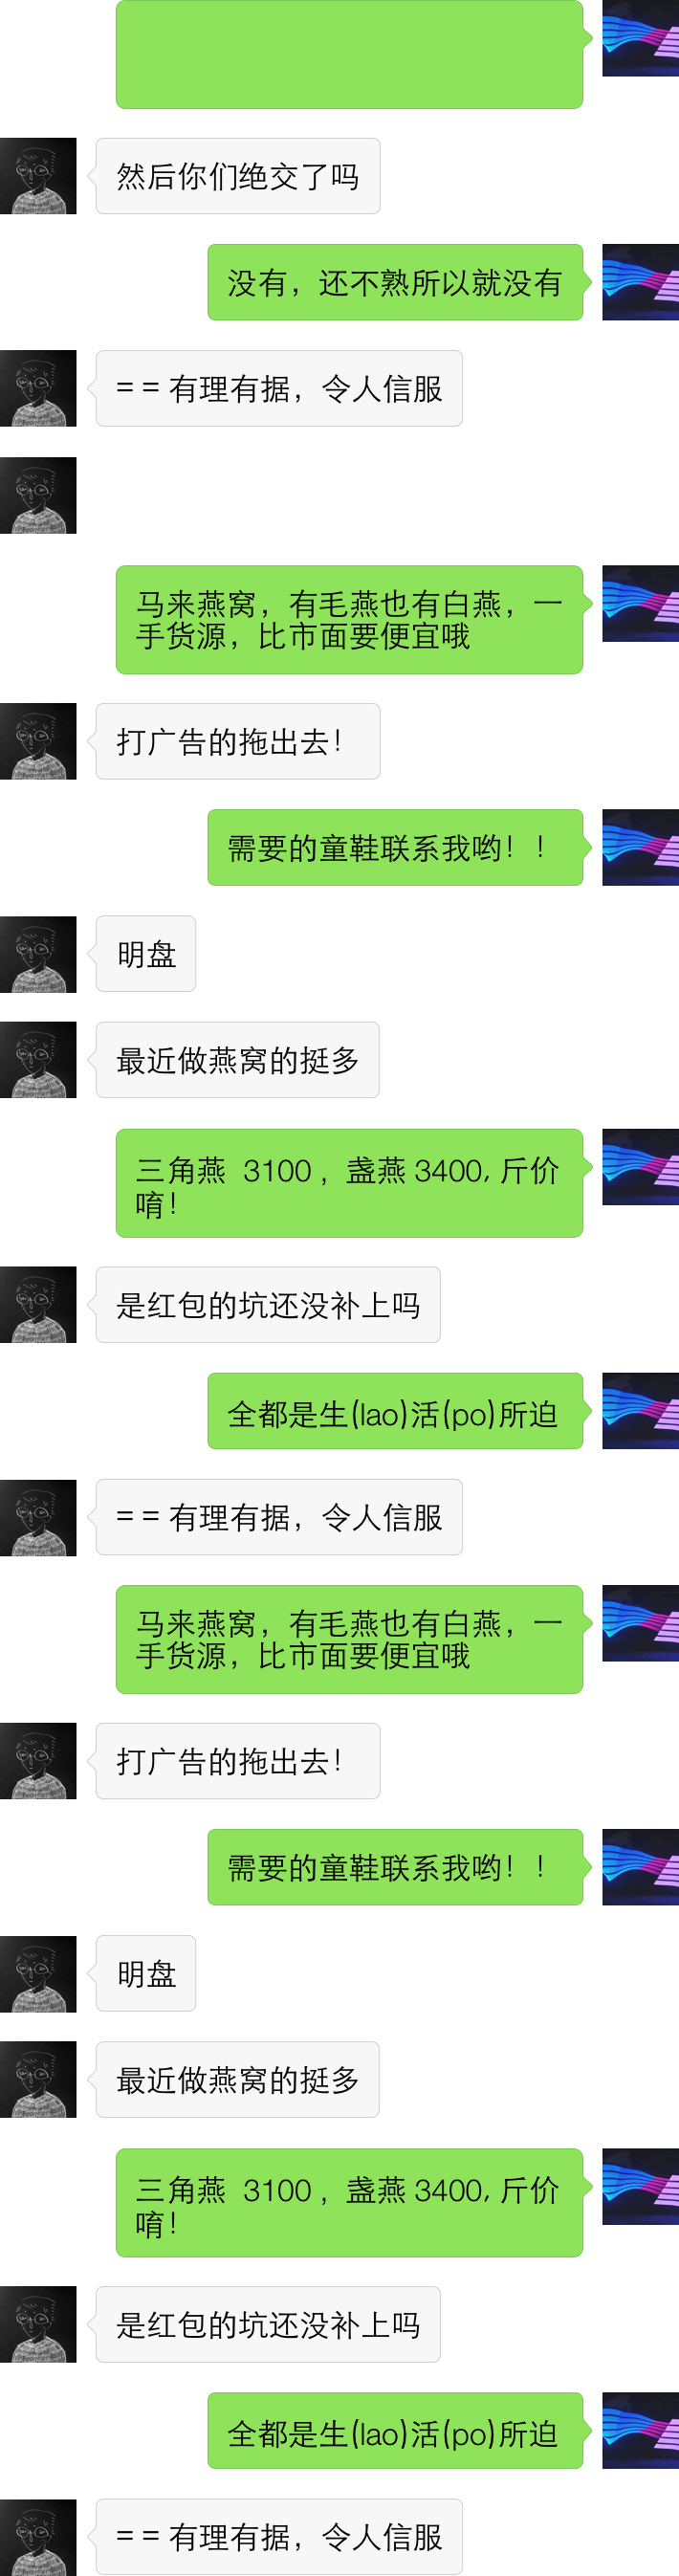 然后你们绝交了吗
没有，还不熟所以就没有
== 有理有据，令人信服
马来燕窝，有毛燕也有白燕，一
手货源，比市面要便宜哦
打广告的拖出去！
需要的童鞋联系我哟！！
明盘
最近做燕窝的挺多
三角燕 3100 ，盏燕 3400，斤价
唷！
是红包的坑还没补上吗
全都是生(lao)活(po)所迫
== 有理有据，令人信服
马来燕窝，有毛燕也有白燕，一
手货源，比市面要便宜哦
打广告的拖出去！
需要的童鞋联系我哟！！
明盘
最近做燕窝的挺多
三角燕 3100 ，盏燕 3400，斤价
唷！
是红包的坑还没补上吗
全都是生(lao)活(po)所迫
== 有理有据，令人信服